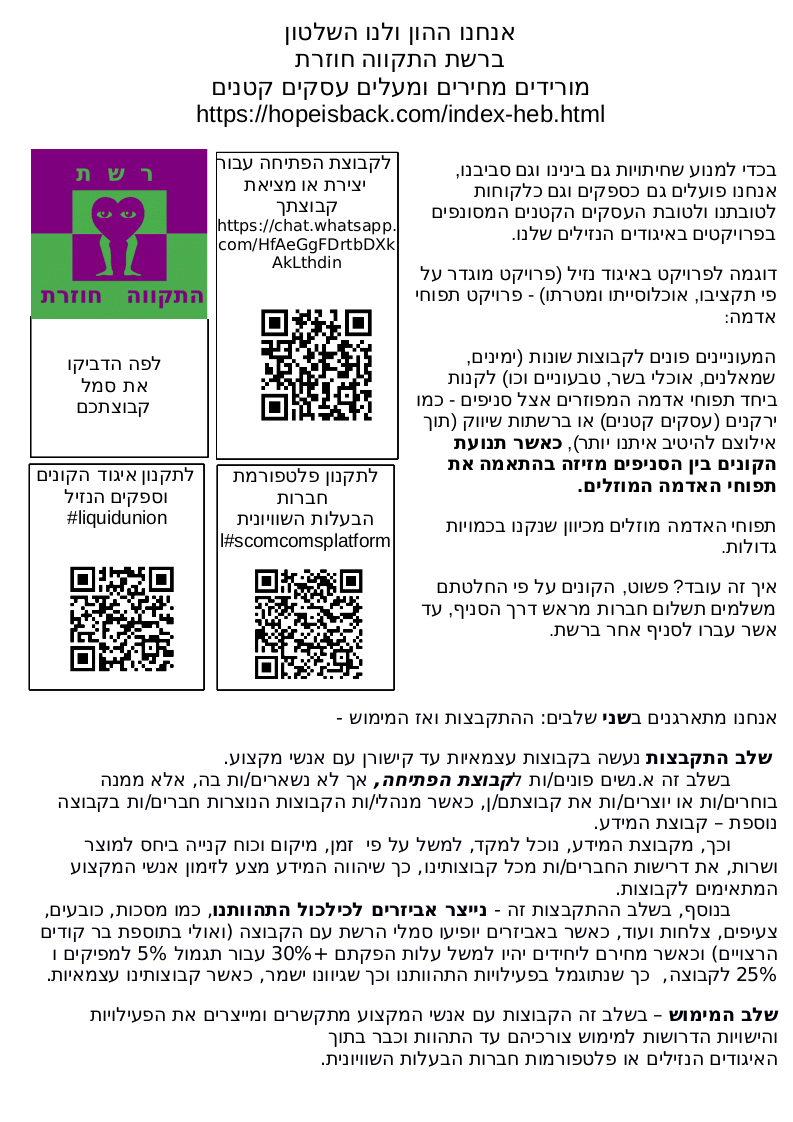 אנחנו ההון ולנו השלטון
ברשת התקווה חוזרת
מורידים מחירים ומעלים עסקים קטנים
https://hopeisback.com/index-heb.html
בכדי למנוע שחיתויות גם בינינו וגם סביבנו,
אנחנו פועלים גם כספקים וגם כלקוחות
לטובתנו ולטובת העסקים הקטנים המסונפים
בפרויקטים באיגודים הנזילים שלנו.
דוגמה לפרויקט באיגוד נזיל (פרויקט מוגדר על
פי תקציבו, אוכלוסייתו ומטרתו) - פרויקט תפוחי
אדמה:
המעוניינים פונים לקבוצות שונות (ימינים,
שמאלנים, אוכלי בשר, טבעוניים וכו) לקנות
ביחד תפוחי אדמה המפוזרים אצל סניפים - כמו
ירקנים (עסקים קטנים) או ברשתות שיווק (תוך
אילוצם להיטיב איתנו יותר), כאשר תנועת
הקונים בין הסניפים מזיזה בהתאמה את
תפוחי האדמה המוזלים.
תפוחי האדמה מוזלים מכיוון שנקנו בכמויות
גדולות.
איך זה עובד? פשוט, הקונים על פי החלטתם
משלמים תשלום חברות מראש דרך הסניף, עד
אשר עברו לסניף אחר ברשת.
לקבוצת הפתיחה עבור
יצירת או מציאת
קבוצתך
https://chat.whatsapp.
com/HfAeGgFDrtbDXk
AkLthdin
רשת
התקווה חוזרת
לפה הדביקו
את סמל
קבוצתכם
לתקנון פלטפורמת
חברות
הבעלות השוויונית
l#scomcomsplatform
לתקנון איגוד הקונים
וספקים הנזיל
#liquidunion
אנחנו מתארגנים בשני שלבים: ההתקבצות ואז המימוש -
שלב התקבצות נעשה בקבוצות עצמאיות עד קישורן עם אנשי מקצוע.
בשלב זה א.נשים פונים/ות לקבוצת הפתיחה, אך לא נשארים/ות בה, אלא ממנה
בוחרים/ות או יוצרים/ות את קבוצתם/ן, כאשר מנהלי/ות הקבוצות הנוצרות חברים/ות בקבוצה
נוספת – קבוצת המידע.
וכך, מקבוצת המידע, נוכל למקד, למשל על פי זמן, מיקום וכוח קנייה ביחס למוצר
ושרות, את דרישות החברים/ות מכל קבוצותינו, כך שיהווה המידע מצע לזימון אנשי המקצוע
המתאימים לקבוצות.
בנוסף, בשלב ההתקבצות זה - נייצר אביזרים לכילכול התהוותנו, כמו מסכות, כובעים,
צעיפים, צלחות ועוד, כאשר באביזרים יופיעו סמלי הרשת עם הקבוצה (ואולי בתוספת בר קודים
הרצויים) וכאשר מחירם ליחידים יהיו למשל עלות הפקתם +30% עבור תגמול 5% למפיקים ו
25% לקבוצה, כך שנתוגמל בפעילויות התהוותנו וכך שגיוונו ישמר, כאשר קבוצותינו עצמאיות.
שלב המימוש – בשלב זה הקבוצות עם אנשי המקצוע מתקשרים ומייצרים את הפעילויות
והישויות הדרושות למימוש צורכיהם עד התהוות וכבר בתוך
האיגודים הנזילים או פלטפורמות חברות הבעלות השוויונית.